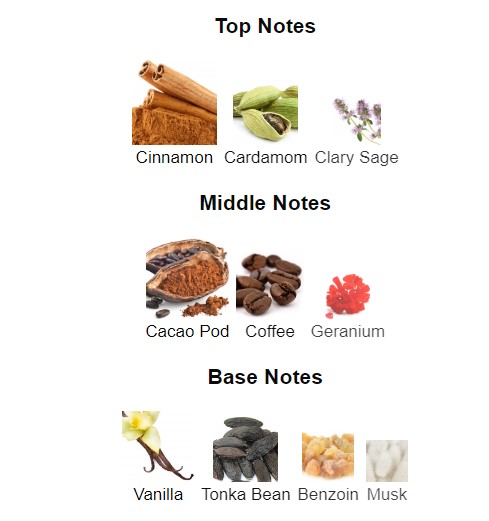 Top Notes
Cinnamon Cardamom Clary Sage
Middle Notes
Cacao Pod Coffee Geranium
Base Notes
Vanilla Tonka Bean Benzoin Musk